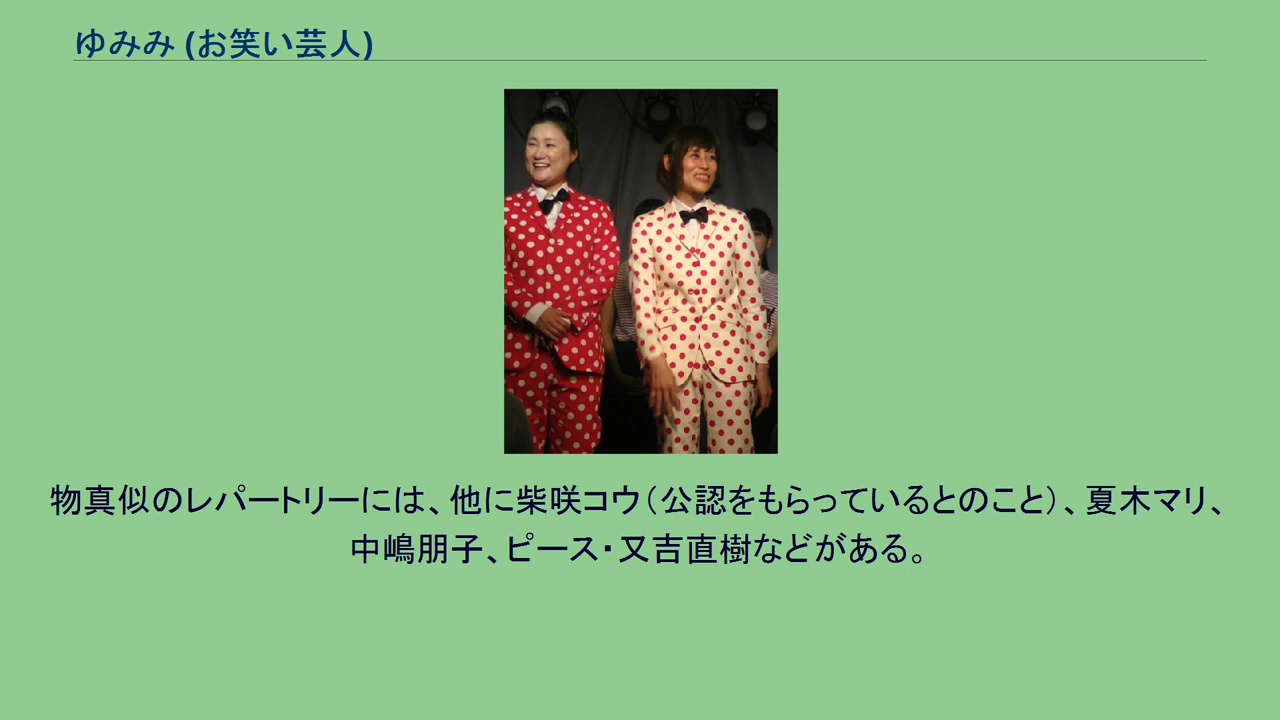 ゆみみ (お笑い芸人)
物真似のレパートリーには、他に柴咲コウ（公認をもらっているとのこと）、夏木マリ、
中嶋朋子、ピース・又吉直樹などがある。